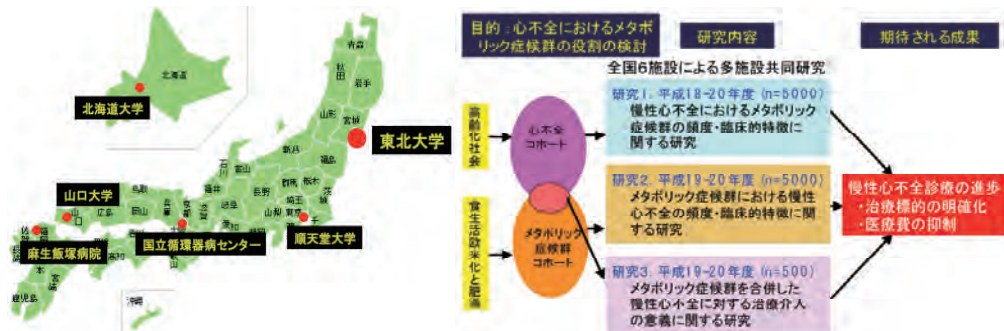 青森
秋田
岩手
山形
宮城
北海道
北海道大学
東北大学
新潟
福島
石川
富山
群馬
栃木
茨城
長野
埼玉
東京
千
山梨
岐阜
福井
滋賀
京都
兵庫
鳥取
岡山
広島
山口
山口大学
順天堂大学
国立循環器病センター
麻生飯塚病院
高知
佐賀
福岡
宮崎
鹿児島
沖縄
目的:心不全におけるメタボ
リック症候群の役割の検討
研究内容
期待される成果
全国6施設による多施設共同研究
高齢化社会
食生活欧米化と肥満
心不全
コホート
メタボリック
症候群
コホート
研究1. 平成18-20年度 (n=5000)
慢性心不全におけるメタボリック
症候群の頻度・臨床的特徴に
関する研究
研究2. 平成19-20年度 (n=5000)
メタボリック症候群における慢性
心不全の頻度・臨床的特徴に関
する研究
研究3. 平成19-20年度 (n=500)
メタボリック症候群を合併した
慢性心不全に対する治療介入
の意義に関する研究
慢性心不全診療の進歩
・治療標的の明確化
・医療費の抑制